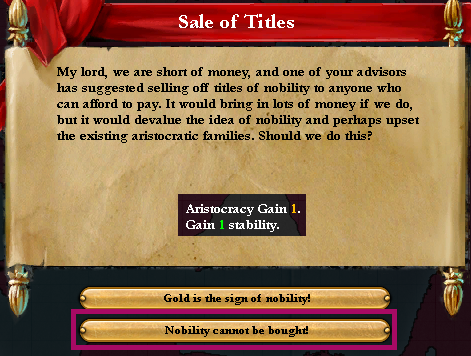 Sale of Titles
My lord, we are short of money, and one of your advisors
has suggested selling off titles of nobility to anyone who
can afford to pay. It would bring in lots of money if we do,
but it would devalue the idea of nobility and perhaps upset
the existing aristocratic families. Should we do this?
Aristocracy Gain 1.
Gain 1 stability.
Gold is the sign of nobility!
Nobility cannot be bought!